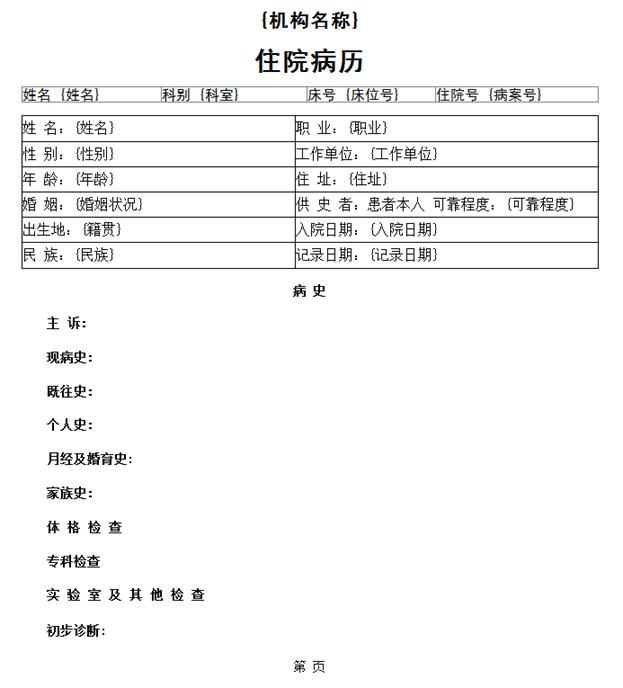 {机构名称}
住院病历
姓名 {姓名} 科别 {科室} 床号 {床位号} 住院号 {病案号}
姓 名：{姓名} 职 业：{职业}
性 别：{性别} 工作单位：{工作单位}
年 龄：{年龄} 住 址：{住址}
婚 姻：{婚姻状况} 供 史 者：患者本人 可靠程度：{可靠程度}
出生地：{籍贯} 入院日期：{入院日期}
民 族：{民族} 记录日期：{记录日期}
病 史
主 诉：
现病史：
既往史：
个人史：
月经及婚育史：
家族史：
体 格 检 查
专科检查
实 验 室 及 其 他 检 查
初步诊断：
第 页